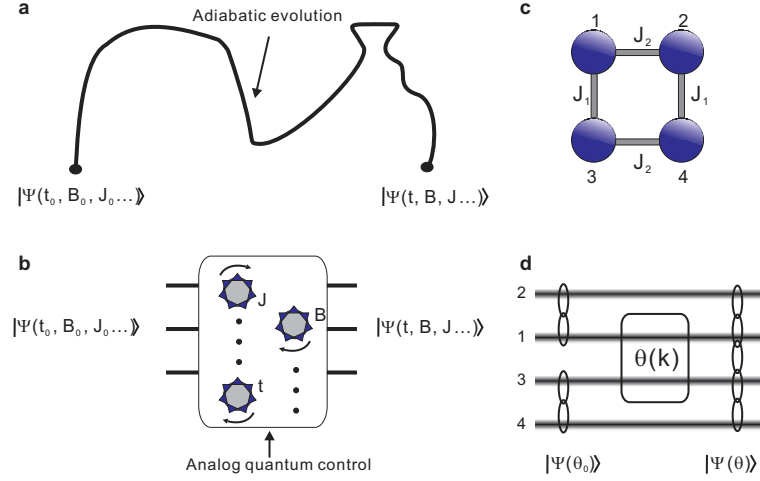 a
Adiabatic evolution
|Ψ(t₀, B₀, J₀...)⟩
|Ψ(t, B, J...)⟩
b
|Ψ(t₀, B₀, J₀...)⟩
J
B
t
|Ψ(t, B, J...)⟩
Analog quantum control
c
1 2
J₂
J₁ J₁
J₂
3 4
d
2
1
3
4
θ(k)
|Ψ(θ₀)⟩ |Ψ(θ)⟩